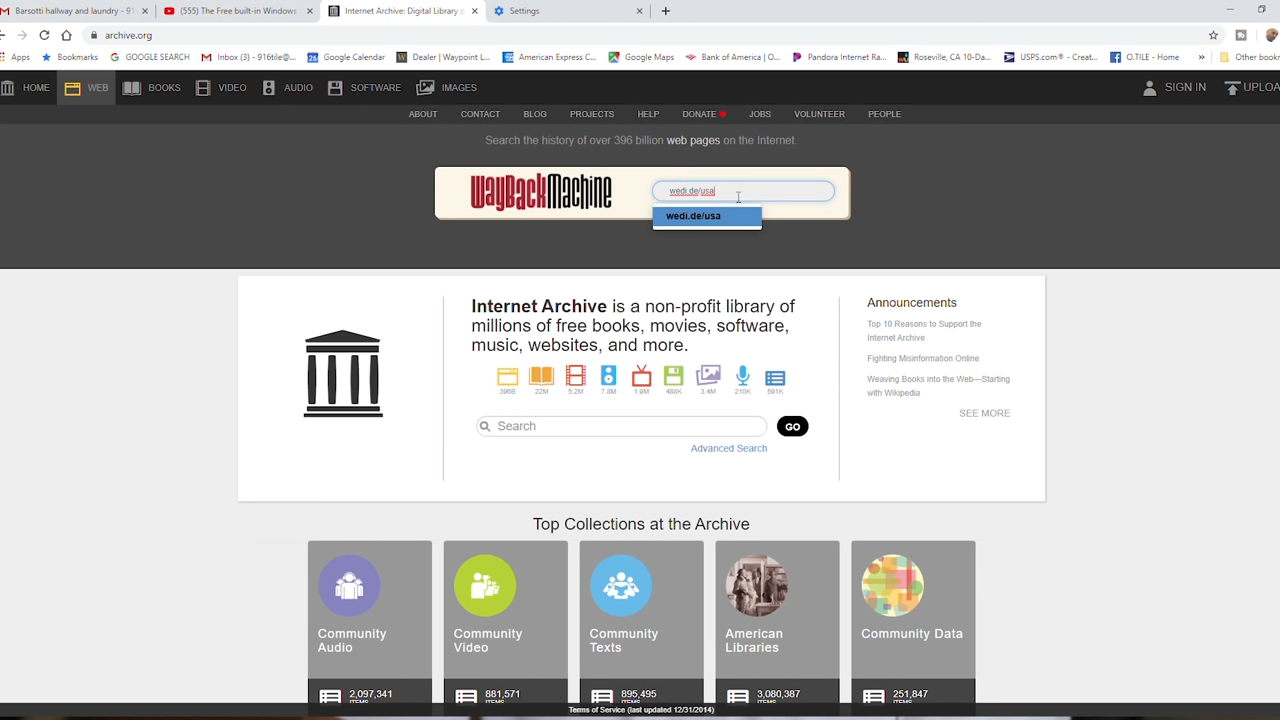 Barsotti hallway and laundry - 91
(555) The Free built-in Windows
Internet Archive: Digital Library o
Settings
archive.org
Apps
Bookmarks
GOOGLE SEARCH
Inbox (3) - 916tile@...
Google Calendar
Dealer | Waypoint L...
American Express C...
Google Maps
Bank of America | O...
Pandora Internet Ra...
Roseville, CA 10-Da...
USPS.com® - Creat...
O.TILE - Home
»
Other bookr
HOME
WEB
BOOKS
VIDEO
AUDIO
SOFTWARE
IMAGES
SIGN IN
UPLOA
ABOUT
CONTACT
BLOG
PROJECTS
HELP
DONATE
JOBS
VOLUNTEER
PEOPLE
Search the history of over 396 billion web pages on the Internet.
WayBackMachine
wedi.de/usa
wedi.de/usa
Internet Archive is a non-profit library of
millions of free books, movies, software,
music, websites, and more.
396B
22M
5.2M
7.8M
1.9M
488K
3.4M
210K
591K
Search
GO
Advanced Search
Announcements
Top 10 Reasons to Support the
Internet Archive
Fighting Misinformation Online
Weaving Books into the Web—Starting
with Wikipedia
SEE MORE
Top Collections at the Archive
Community
Audio
2,097,341
ITEMS
Community
Video
881,571
ITEMS
Community
Texts
895,495
ITEMS
American
Libraries
3,080,387
ITEMS
Community Data
251,847
ITEMS
Terms of Service (last updated 12/31/2014)